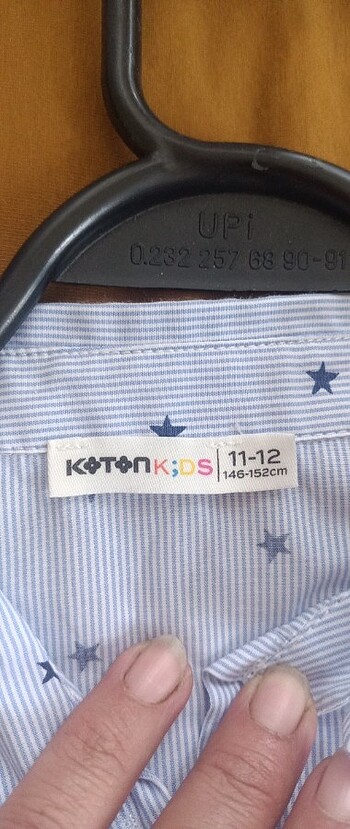 UPi
0.232 257 68 90-91
KOTON KiDS 11-12
146-152cm